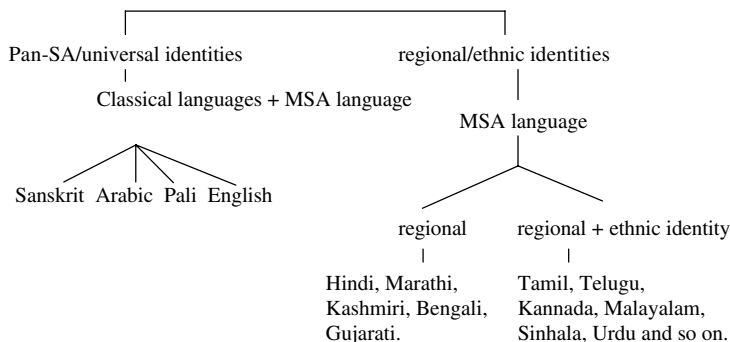 Pan-SA/universal identities
regional/ethnic identities
Classical languages + MSA language
MSA language
Sanskrit Arabic Pali English
regional
regional + ethnic identity
Hindi, Marathi,
Kashmiri, Bengali,
Gujarati.
Tamil, Telugu,
Kannada, Malayalam,
Sinhala, Urdu and so on.